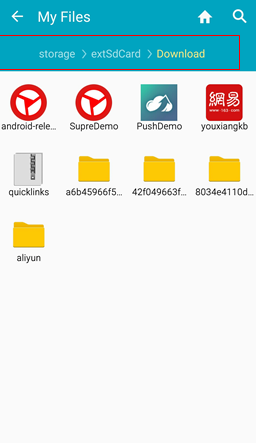 My Files
storage > extSdCard > Download
android-rele...
SupreDemo
PushDemo
youxiangkb
網易
www.163.com
quicklinks
a6b45966f5...
42f049663f...
8034e4110d...
aliyun